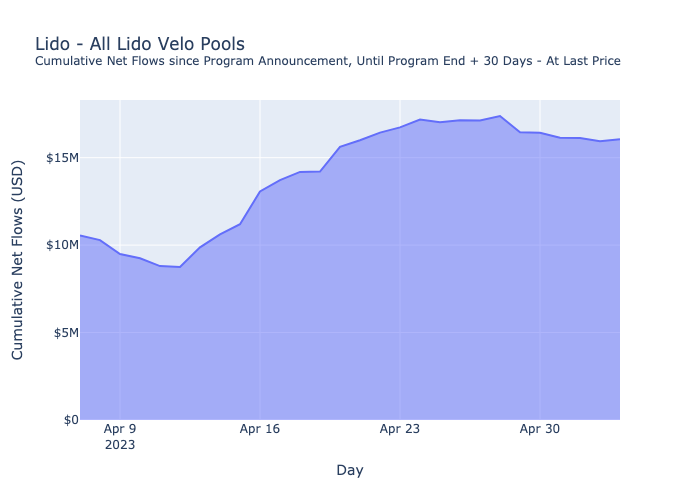 Lido - All Lido Velo Pools
Cumulative Net Flows since Program Announcement, Until Program End + 30 Days - At Last Price
Cumulative Net Flows (USD)
$15M
$10M
$5M
$0
Apr 9
2023
Apr 16
Apr 23
Apr 30
Day